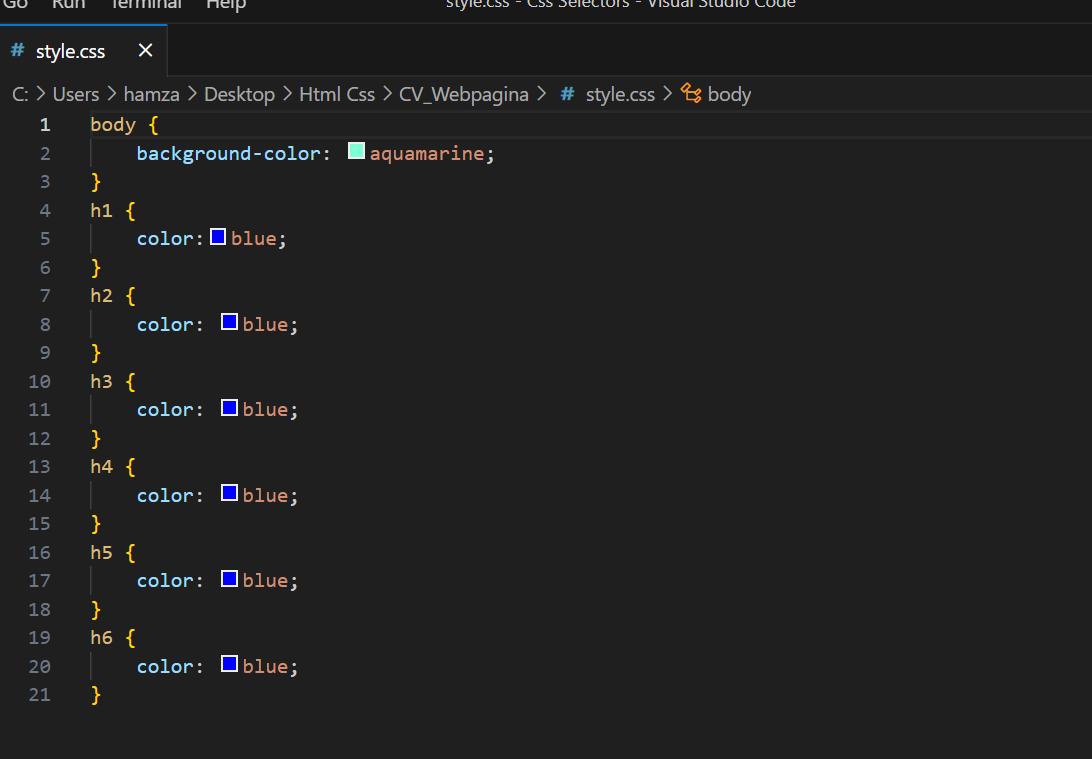 Go Run Terminal Help style.css - Css Selectors - Visual Studio Code
# style.css ×
C: > Users > hamza > Desktop > Html Css > CV_Webpagina > # style.css > body
1 body {
2     background-color: aquamarine;
3 }
4 h1 {
5     color: blue;
6 }
7 h2 {
8     color: blue;
9 }
10 h3 {
11     color: blue;
12 }
13 h4 {
14     color: blue;
15 }
16 h5 {
17     color: blue;
18 }
19 h6 {
20     color: blue;
21 }